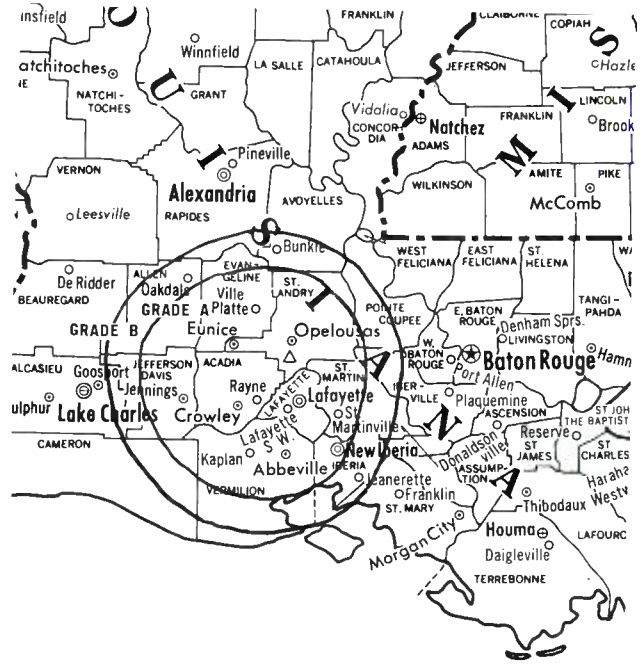 nsfield
Winnfield
FRANKLIN
CLAIBORNE
COPIAH
S
Hazle
atchitoches
NATCHI-
TOCHES
U
GRANT
LA SALLE
CATAHOULA
JEFFERSON
LINCOLN
Vidalia
CONCOR
DIA
Natchez
ADAMS
FRANKLIN
I
Brook
I
Pineville
M
VERNON
Alexandria
WILKINSON
AMITE
PIKE
McComb
Leesville
RAPIDES
AVOYELLES
S
Bunkie
WEST
FELICIANA
EAST
FELICIANA
ST.
HELENA
De Ridder
ALLEN
Oakdale
EVAN-
GELINE
ST.
LANDRY
I
BEAUREGARD
GRADE A
Ville
Platte
POINTE
COUPEE
TANGI-
PAHDA
GRADE B
Eunice
Opelousas
E. BATON
ROUGE
Denham Sprs.
LIVINGSTON
ALCASIEU
Goosport
JEFFERSON
DAVIS
Jennings
ACADIA
ST.
MARTIN
A
W.
BATON
ROUGE
Baton Rouge
Port Allen
Hamn
ulphur
Lake Charles
Crowley
Rayne
LAFAYETTE
Lafayette
IBER
VILLE
Plaquemine
ASCENSION
ST JOH
THE BAPTIST
Lafayette
S. W.
St
Martinville
N
Donaldson
ville
Reserve
ST
JAMES
ST
CHARLES
CAMERON
Kaplan
Abbeville
New Iberia
IBERIA
ASSUMP-
TION
A
Haraha
Westw
VERMILION
Jeanerette
Franklin
ST. MARY
Thibodaux
Morgan City
Houma
LAFOURC
Daigleville
TERREBONNE